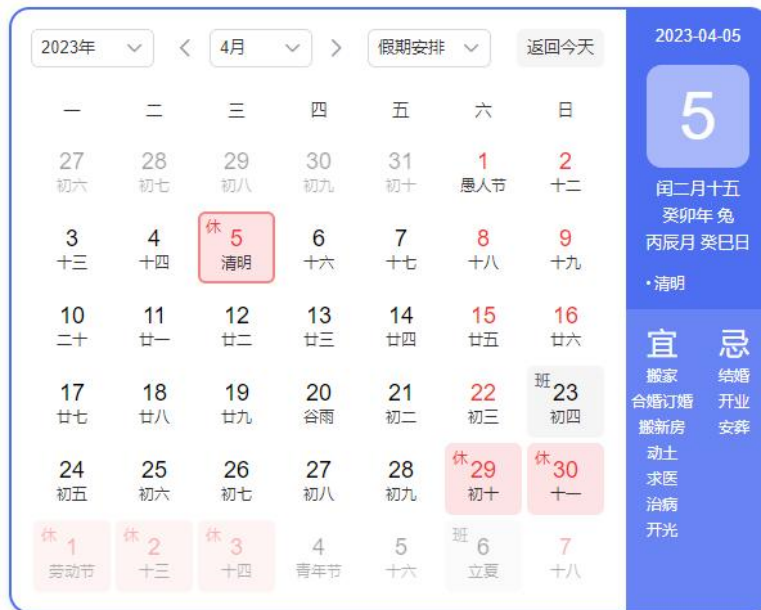 2023年 4月 假期安排 返回今天
一 二 三 四 五 六 日
27 28 29 30 31 1 2
初六 初七 初八 初九 初十 愚人节 十二
3 4 休 5 6 7 8 9
十三 十四 清明 十六 十七 十八 十九
10 11 12 13 14 15 16
二十 廿一 廿二 廿三 廿四 廿五 廿六
17 18 19 20 21 22 班 23
廿七 廿八 廿九 谷雨 初二 初三 初四
24 25 26 27 28 休 29 休 30
初五 初六 初七 初八 初九 初十 十一
休 1 休 2 休 3 4 5 班 6 7
劳动节 十三 十四 青年节 十六 立夏 十八
2023-04-05
5
闰二月十五
癸卯年 兔
丙辰月 癸巳日
•清明
宜 忌
搬家 结婚
合婚订婚 开业
搬新房 安葬
动土
求医
治病
开光